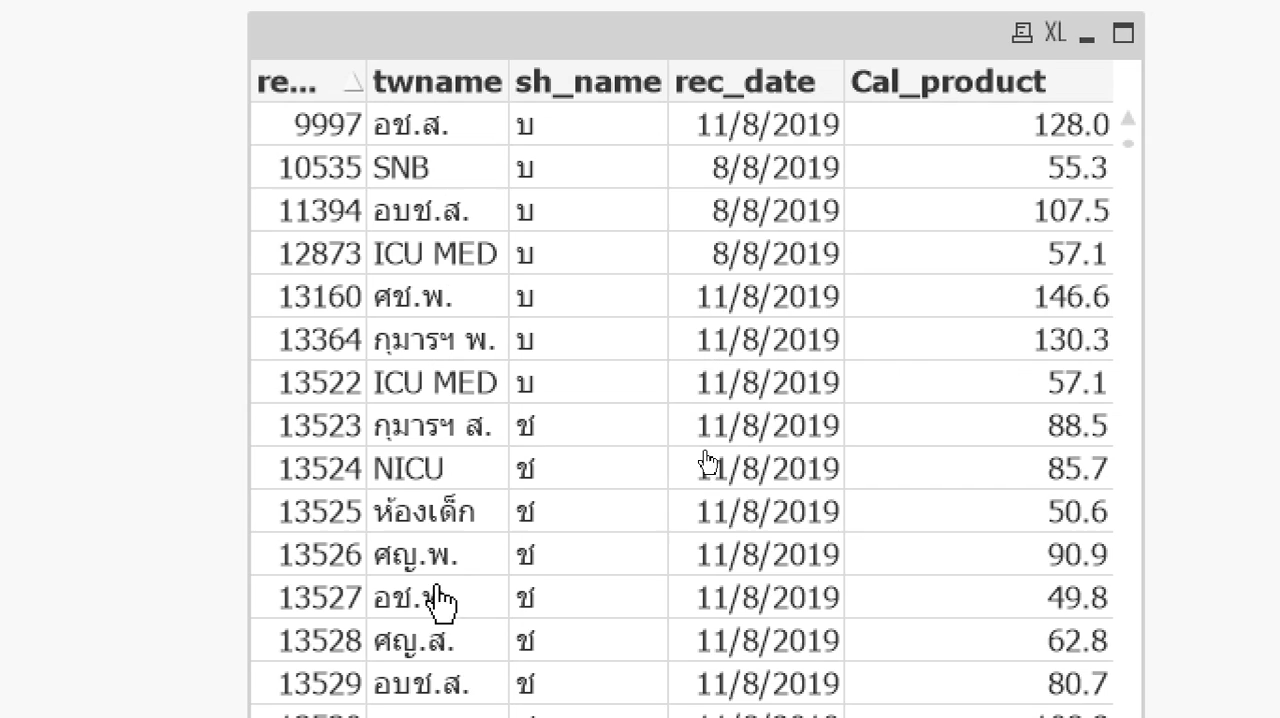 XL
re... twname sh_name rec_date Cal_product
9997 อช.ส. บ 11/8/2019 128.0
10535 SNB บ 8/8/2019 55.3
11394 อบช.ส. บ 8/8/2019 107.5
12873 ICU MED บ 8/8/2019 57.1
13160 ศช.พ. บ 11/8/2019 146.6
13364 กุมารฯ พ. บ 11/8/2019 130.3
13522 ICU MED บ 11/8/2019 57.1
13523 กุมารฯ ส. ช 11/8/2019 88.5
13524 NICU ช 11/8/2019 85.7
13525 ห้องเด็ก ช 11/8/2019 50.6
13526 ศญ.พ. ช 11/8/2019 90.9
13527 ช 11/8/2019 49.8
13528 ศญ.ส. ช 11/8/2019 62.8
13529 อบช.ส. ช 11/8/2019 80.7